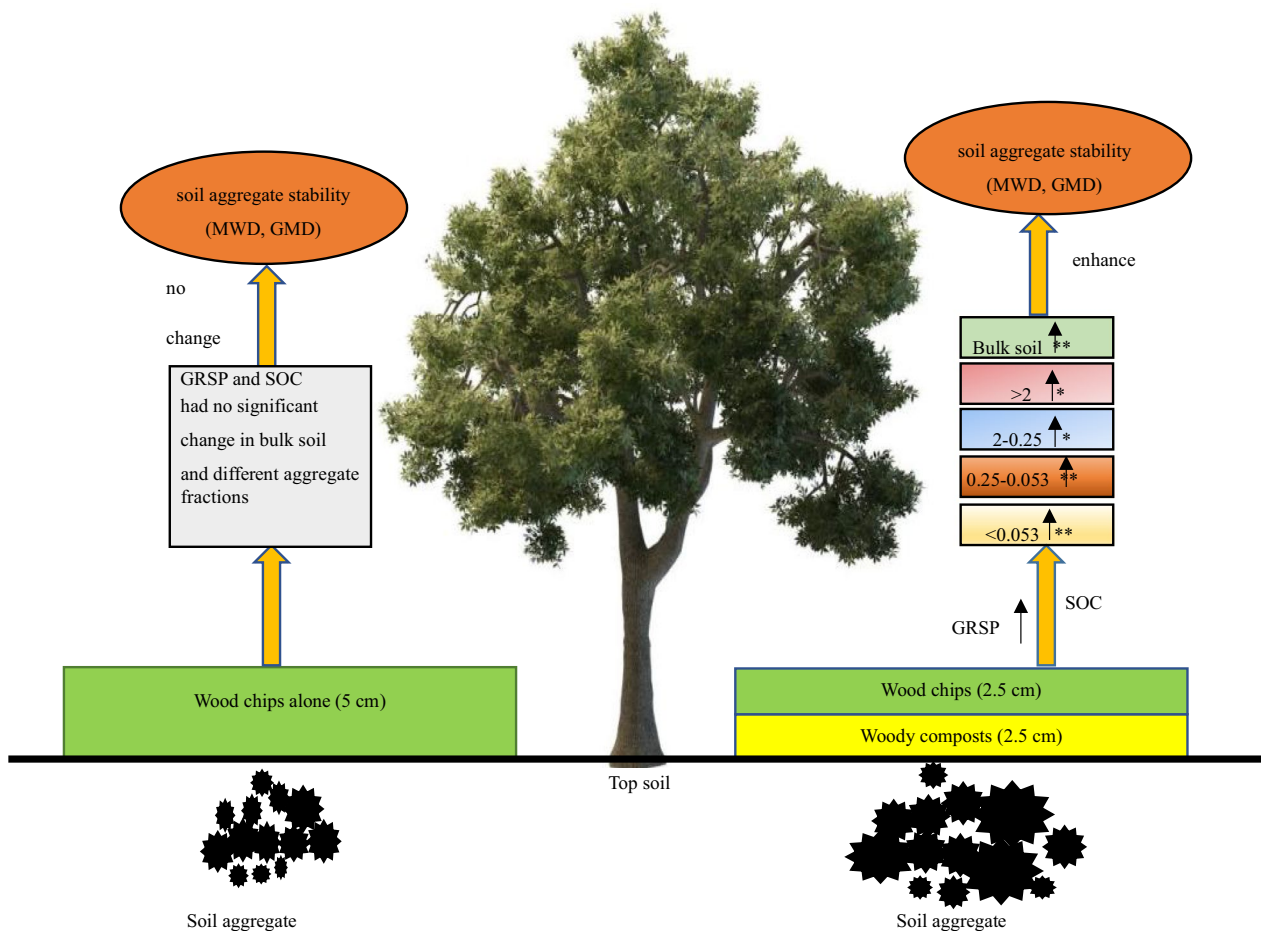 soil aggregate stability
(MWD, GMD)
no
change
GRSP and SOC
had no significant
change in bulk soil
and different aggregate
fractions
Wood chips alone (5 cm)
Soil aggregate
Top soil
soil aggregate stability
(MWD, GMD)
enhance
Bulk soil **
>2 *
2-0.25 *
0.25-0.053 **
<0.053 **
SOC
GRSP
Wood chips (2.5 cm)
Woody composts (2.5 cm)
Soil aggregate